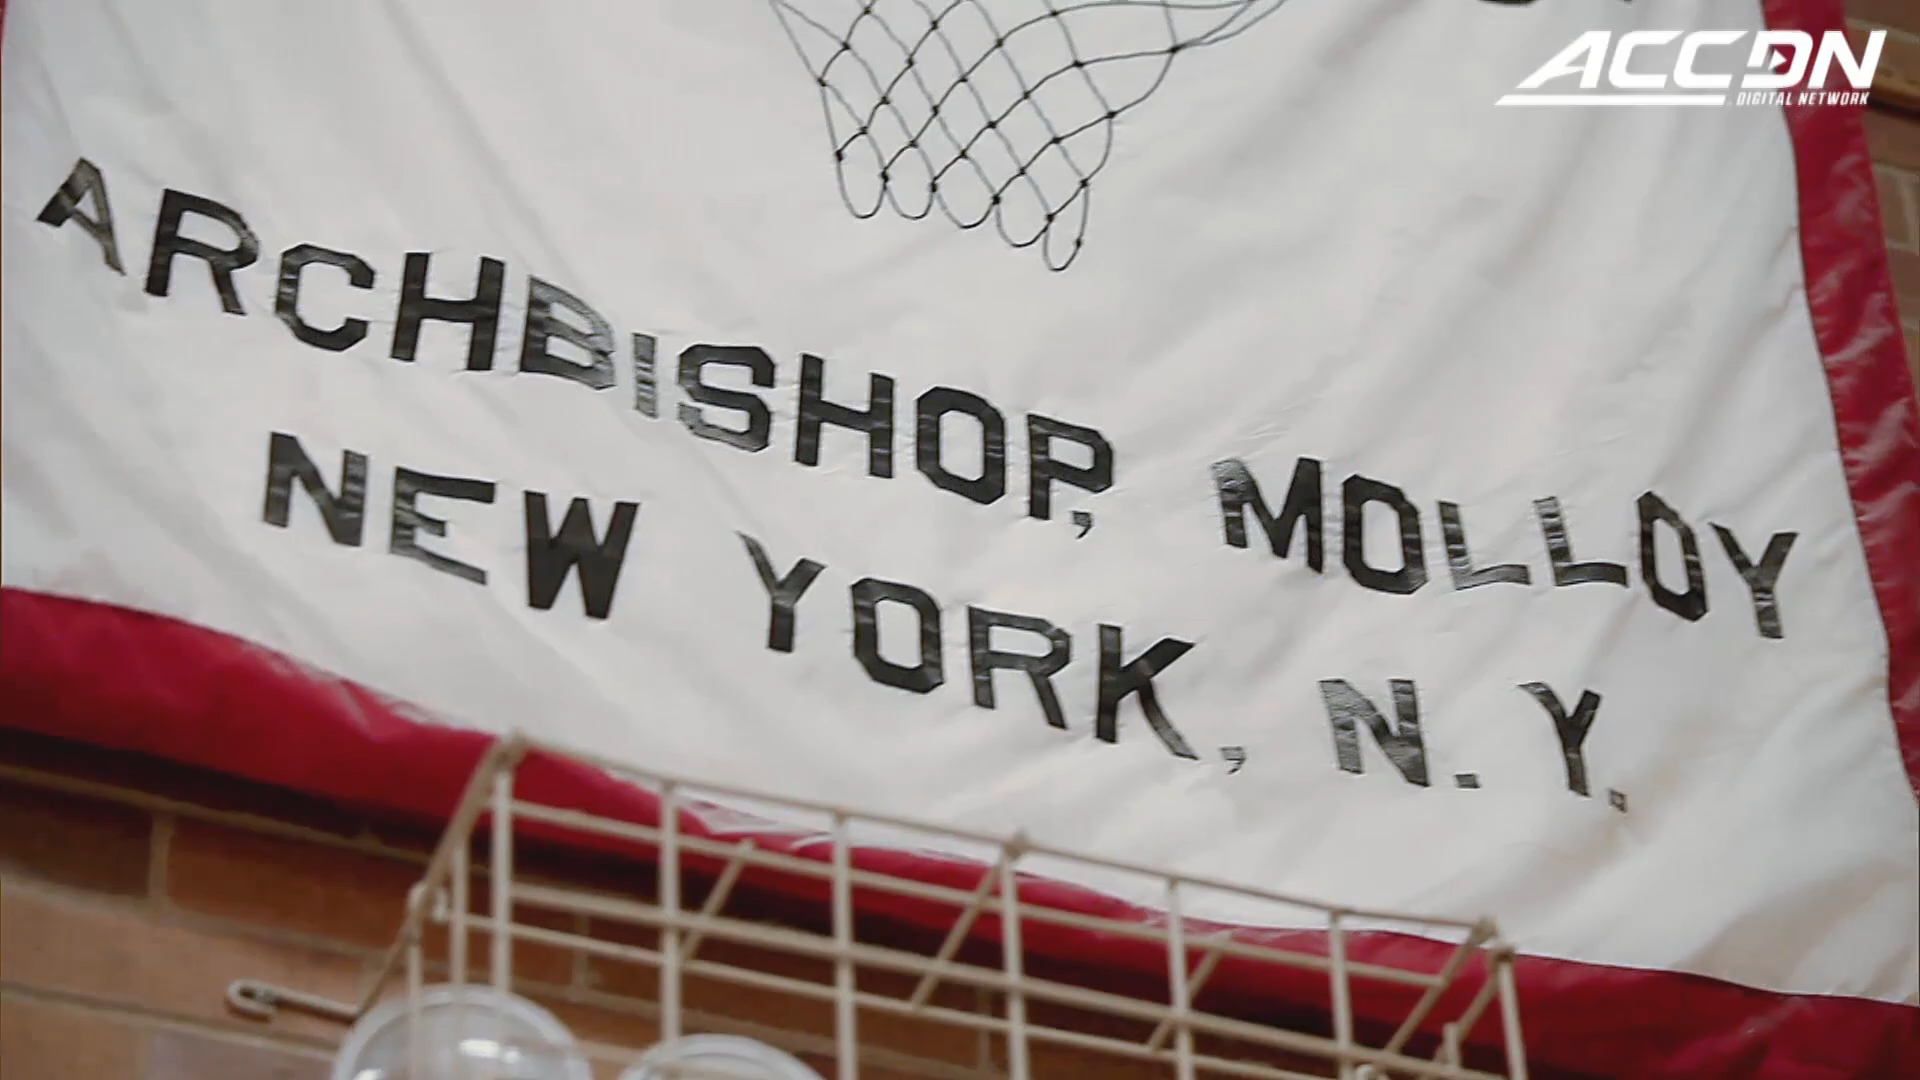 ACCDN
DIGITAL NETWORK
ARCHBISHOP, MOLLOY
NEW YORK, N.Y.